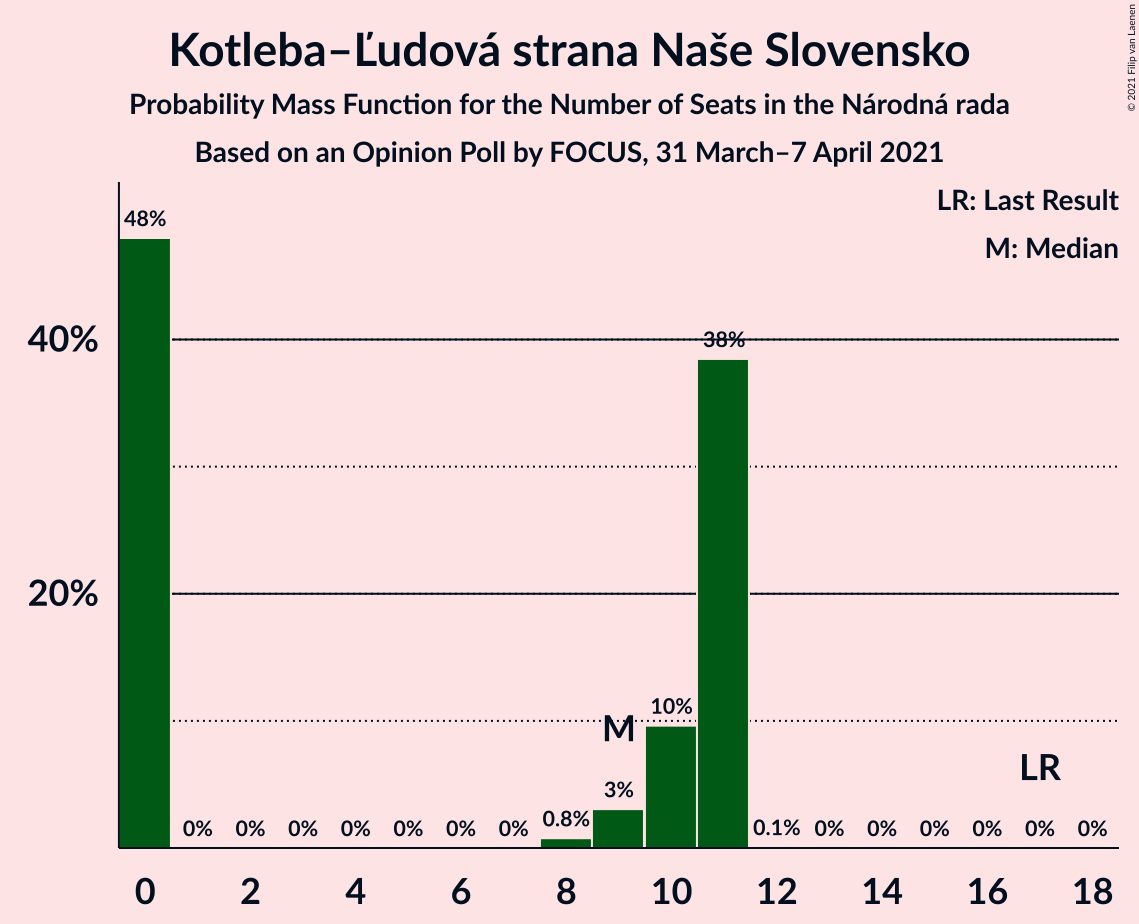 Kotleba–Ľudová strana Naše Slovensko
Probability Mass Function for the Number of Seats in the Národná rada
Based on an Opinion Poll by FOCUS, 31 March–7 April 2021
© 2021 Filip van Laenen
LR: Last Result
M: Median
48%
40%
38%
20%
M
10%
LR
3%
0% 0% 0% 0% 0% 0% 0% 0.8% 0.1% 0% 0% 0% 0% 0% 0%
0 2 4 6 8 10 12 14 16 18